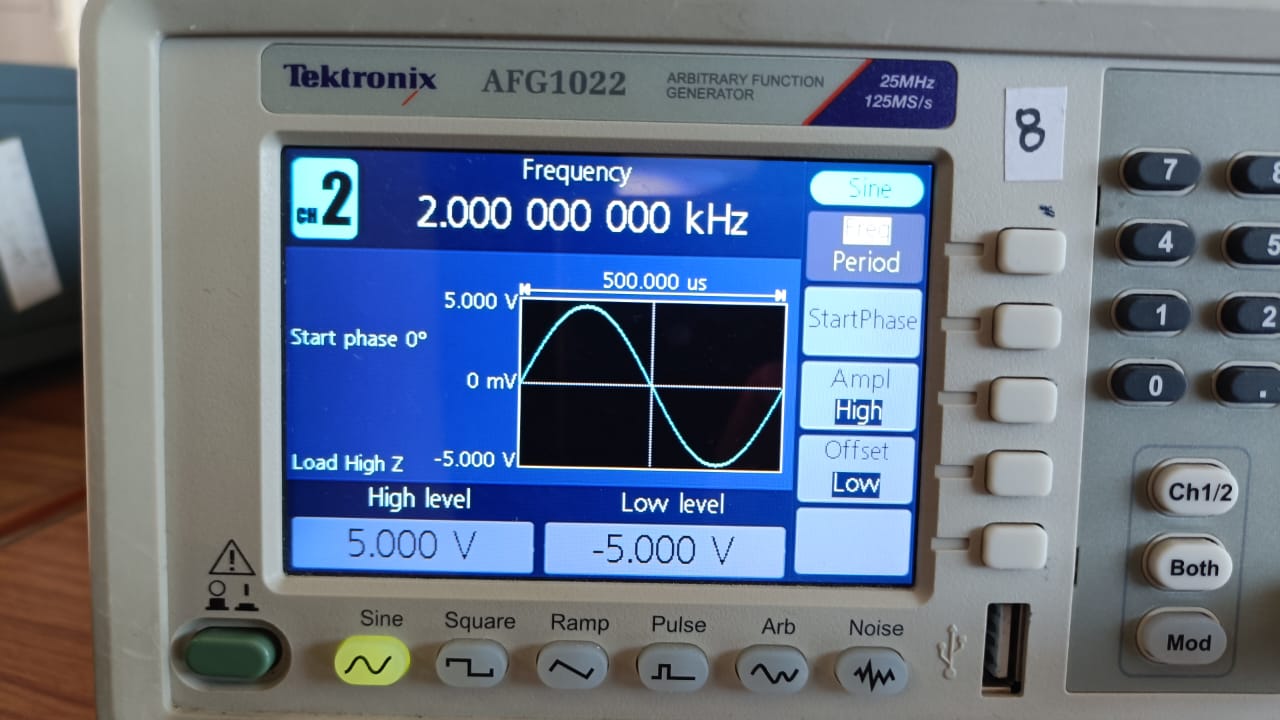 Tektronix AFG1022 ARBITRARY FUNCTION GENERATOR
25MHz
125MS/s
8
CH 2
Frequency
2.000 000 000 kHz
Sine
Freq
Period
StartPhase
Ampl
High
Offset
Low
500.000 us
5.000 V
Start phase 0°
0 mV
Load High Z
-5.000 V
High level
Low level
5.000 V
-5.000 V
Sine
Square
Ramp
Pulse
Arb
Noise
7
8
4
5
1
2
0
.
Ch1/2
Both
Mod